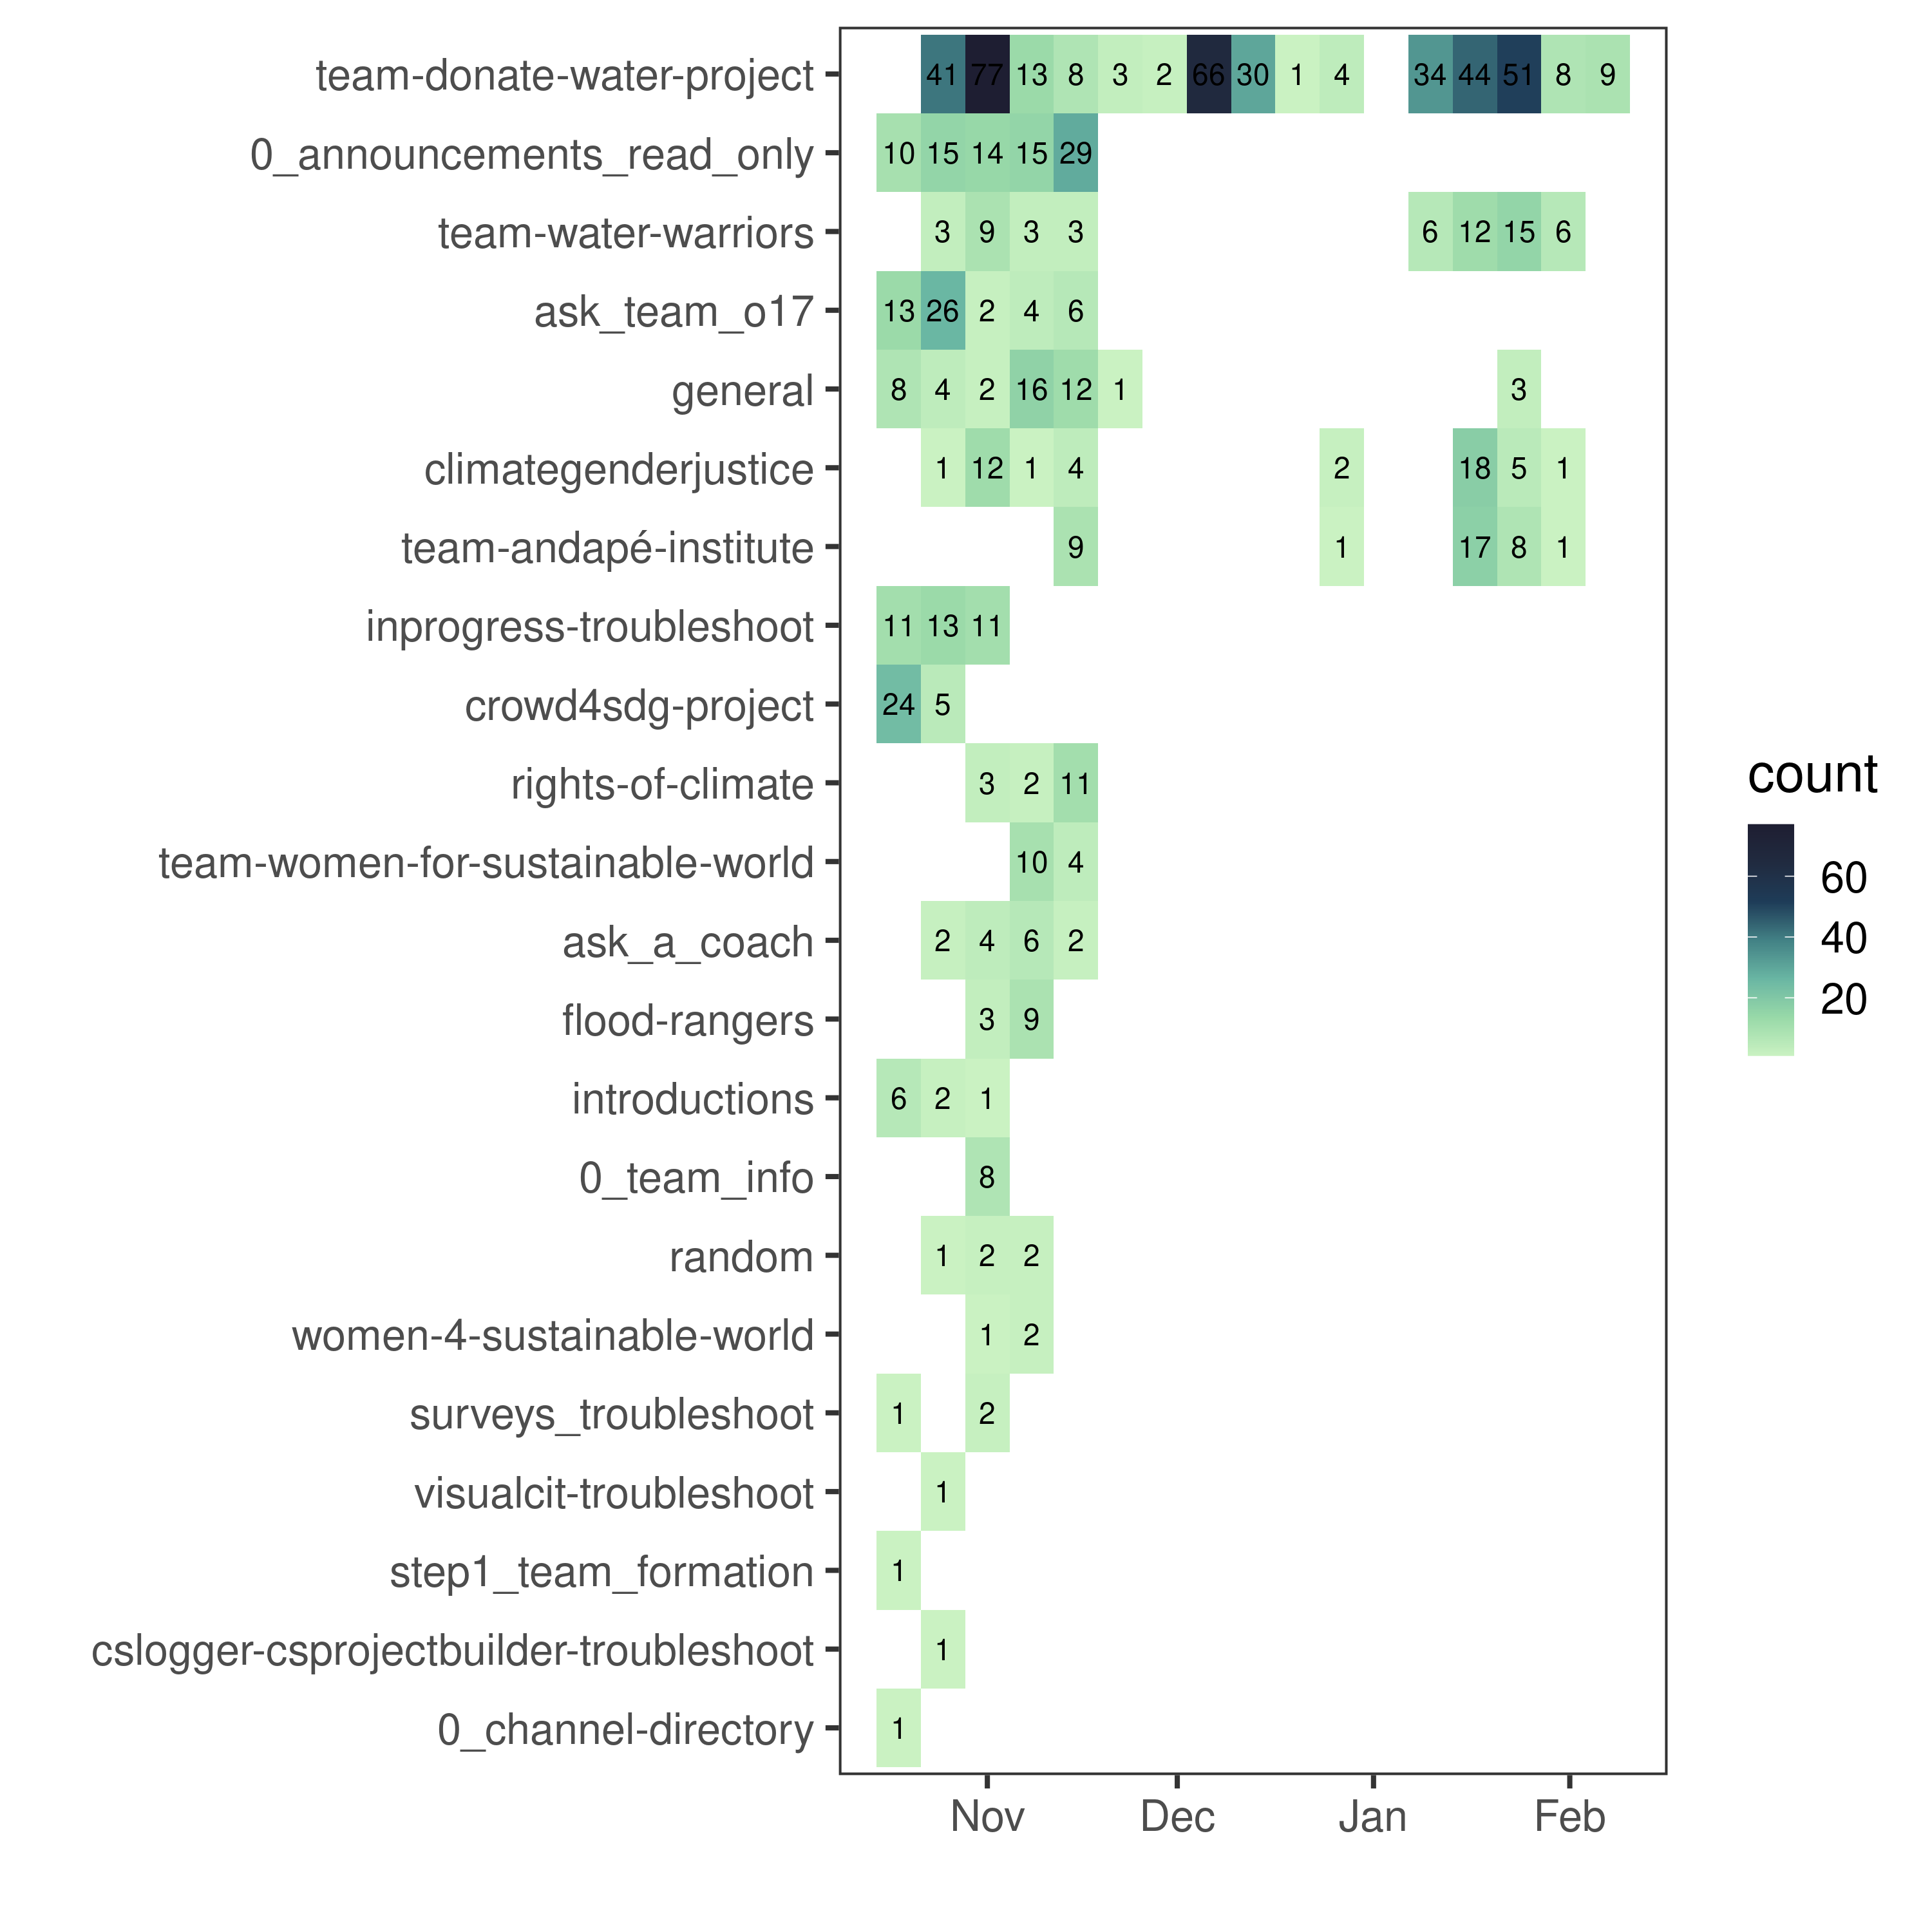 team-donate-water-project 41 77 13 8 3 2 66 30 1 4 34 44 51 8 9
0_announcements_read_only 10 15 14 15 29
team-water-warriors 3 9 3 3 6 12 15 6
ask_team_o17 13 26 2 4 6
general 8 4 2 16 12 1 3
climategenderjustice 1 12 1 4 2 18 5 1
team-andapé-institute 9 1 17 8 1
inprogress-troubleshoot 11 13 11
crowd4sdg-project 24 5
rights-of-climate 3 2 11
team-women-for-sustainable-world 10 4
ask_a_coach 2 4 6 2
flood-rangers 3 9
introductions 6 2 1
0_team_info 8
random 1 2 2
women-4-sustainable-world 1 2
surveys_troubleshoot 1 2
visualcit-troubleshoot 1
step1_team_formation 1
cslogger-csprojectbuilder-troubleshoot 1
0_channel-directory 1
Nov Dec Jan Feb
count
60
40
20